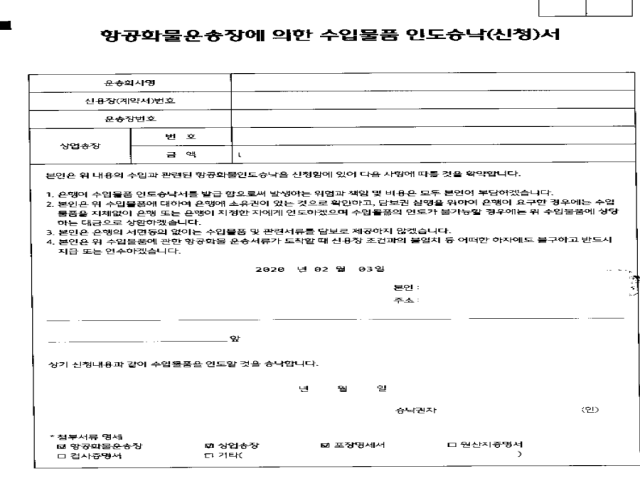 항공화물운송장에 의한 수입물품 인도승낙(신청)서
운송회사명
신용장(계약서)번호
운송장번호
상업송장
번 호
금 액
본인은 위 내용의 수입과 관련된 항공화물인도승낙을 신청함에 있어 다음 사항에 따를 것을 확약합니다.
1. 은행이 수입물품 인도승낙서를 발급 함으로써 발생하는 위험과 책임 및 비용은 모두 본인이 부담하겠습니다.
2. 본인은 위 수입물품에 대하여 은행에 소유권이 있는 것으로 확인하고, 담보권 실행을 위하여 은행이 요구한 경우에는 수입
물품을 지체없이 은행 또는 은행이 지정한 자에게 인도하겠으며 수입물품의 인도가 불가능할 경우에는 위 수입물품에 상당
하는 대금으로 상환하겠습니다.
3. 본인은 은행의 서면동의 없이는 수입물품 및 관련서류를 담보로 제공하지 않겠습니다.
4. 본인은 위 수입물품에 관한 항공화물 운송서류가 도착할 때 신용장 조건과의 불일치 등 어떠한 하자에도 불구하고 반드시
지급 또는 인수하겠습니다.
2020 년 02 월 03일
본인 :
주소 :
앞
상기 신청내용과 같이 수입물품을 인도할 것을 승낙합니다.
년 월 일
승낙권자 (인)
* 첨부서류 명세
☑ 항공화물운송장 ☑ 상업송장 ☑ 포장명세서 ☐ 원산지증명서
☐ 검사증명서 ☐ 기타( )